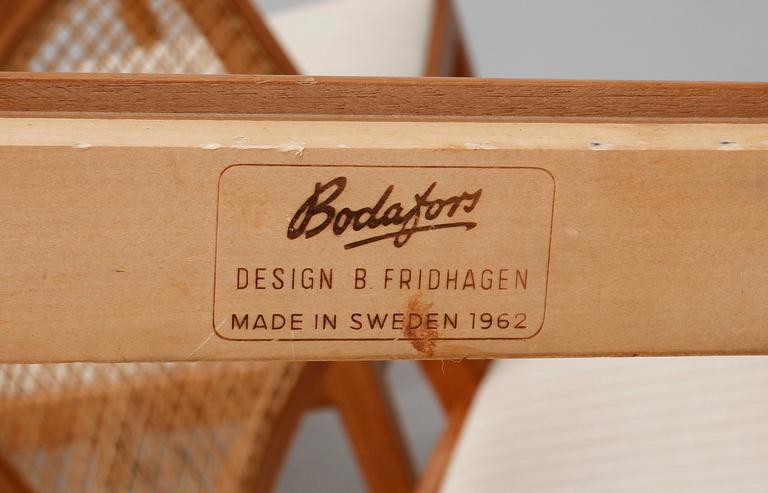 Bodafors
DESIGN B. FRIDHAGEN
MADE IN SWEDEN 1962